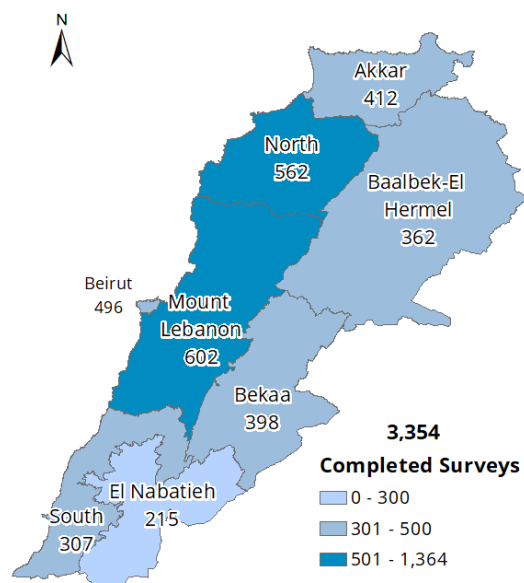 N
Akkar
412
North
562
Baalbek-El
Hermel
362
Beirut
496
Mount
Lebanon
602
Bekaa
398
El Nabatieh
215
South
307
3,354
Completed Surveys
0 - 300
301 - 500
501 - 1,364